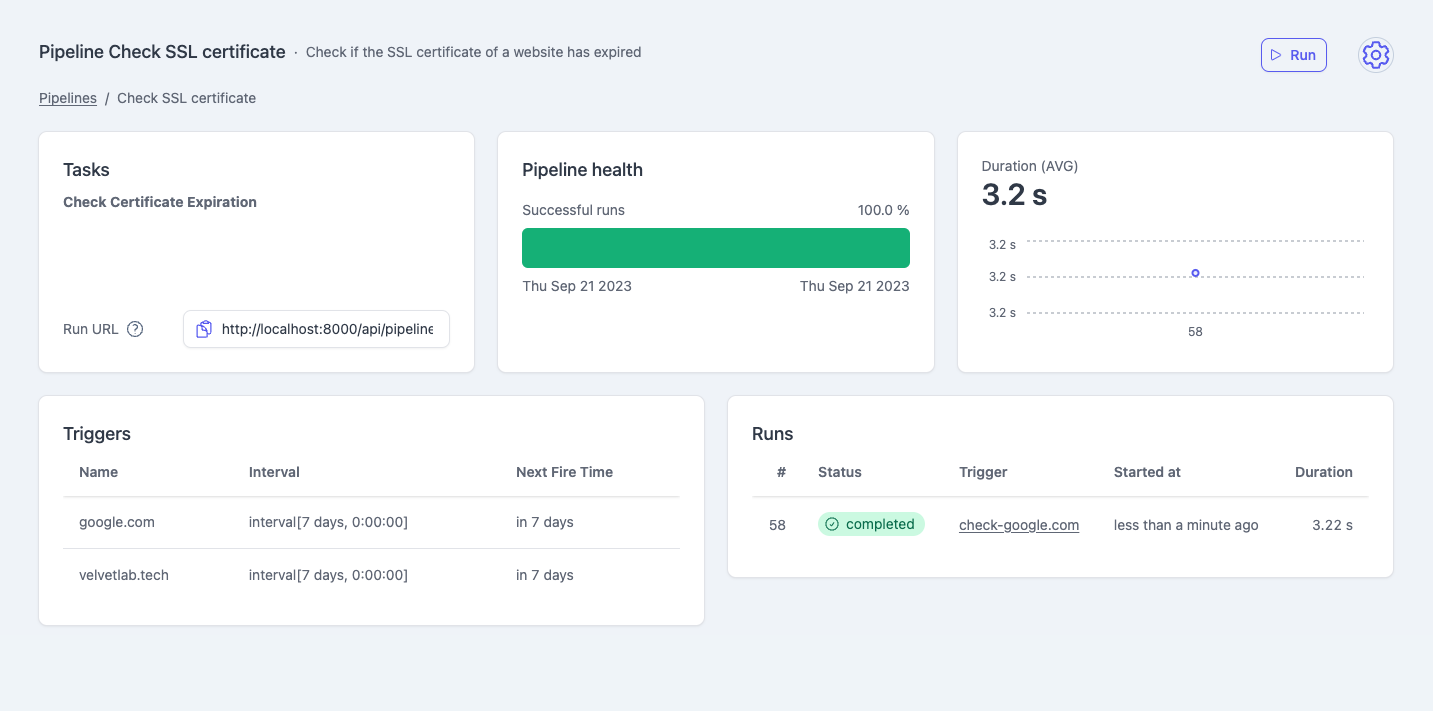 Pipeline Check SSL certificate · Check if the SSL certificate of a website has expired
Run
Pipelines / Check SSL certificate
Tasks
Check Certificate Expiration
Run URL ? http://localhost:8000/api/pipeline
Pipeline health
Successful runs 100.0 %
Thu Sep 21 2023 Thu Sep 21 2023
Duration (AVG)
3.2 s
3.2 s
3.2 s
3.2 s
58
Triggers
Name Interval Next Fire Time
google.com interval[7 days, 0:00:00] in 7 days
velvetlab.tech interval[7 days, 0:00:00] in 7 days
Runs
# Status Trigger Started at Duration
58 completed check-google.com less than a minute ago 3.22 s